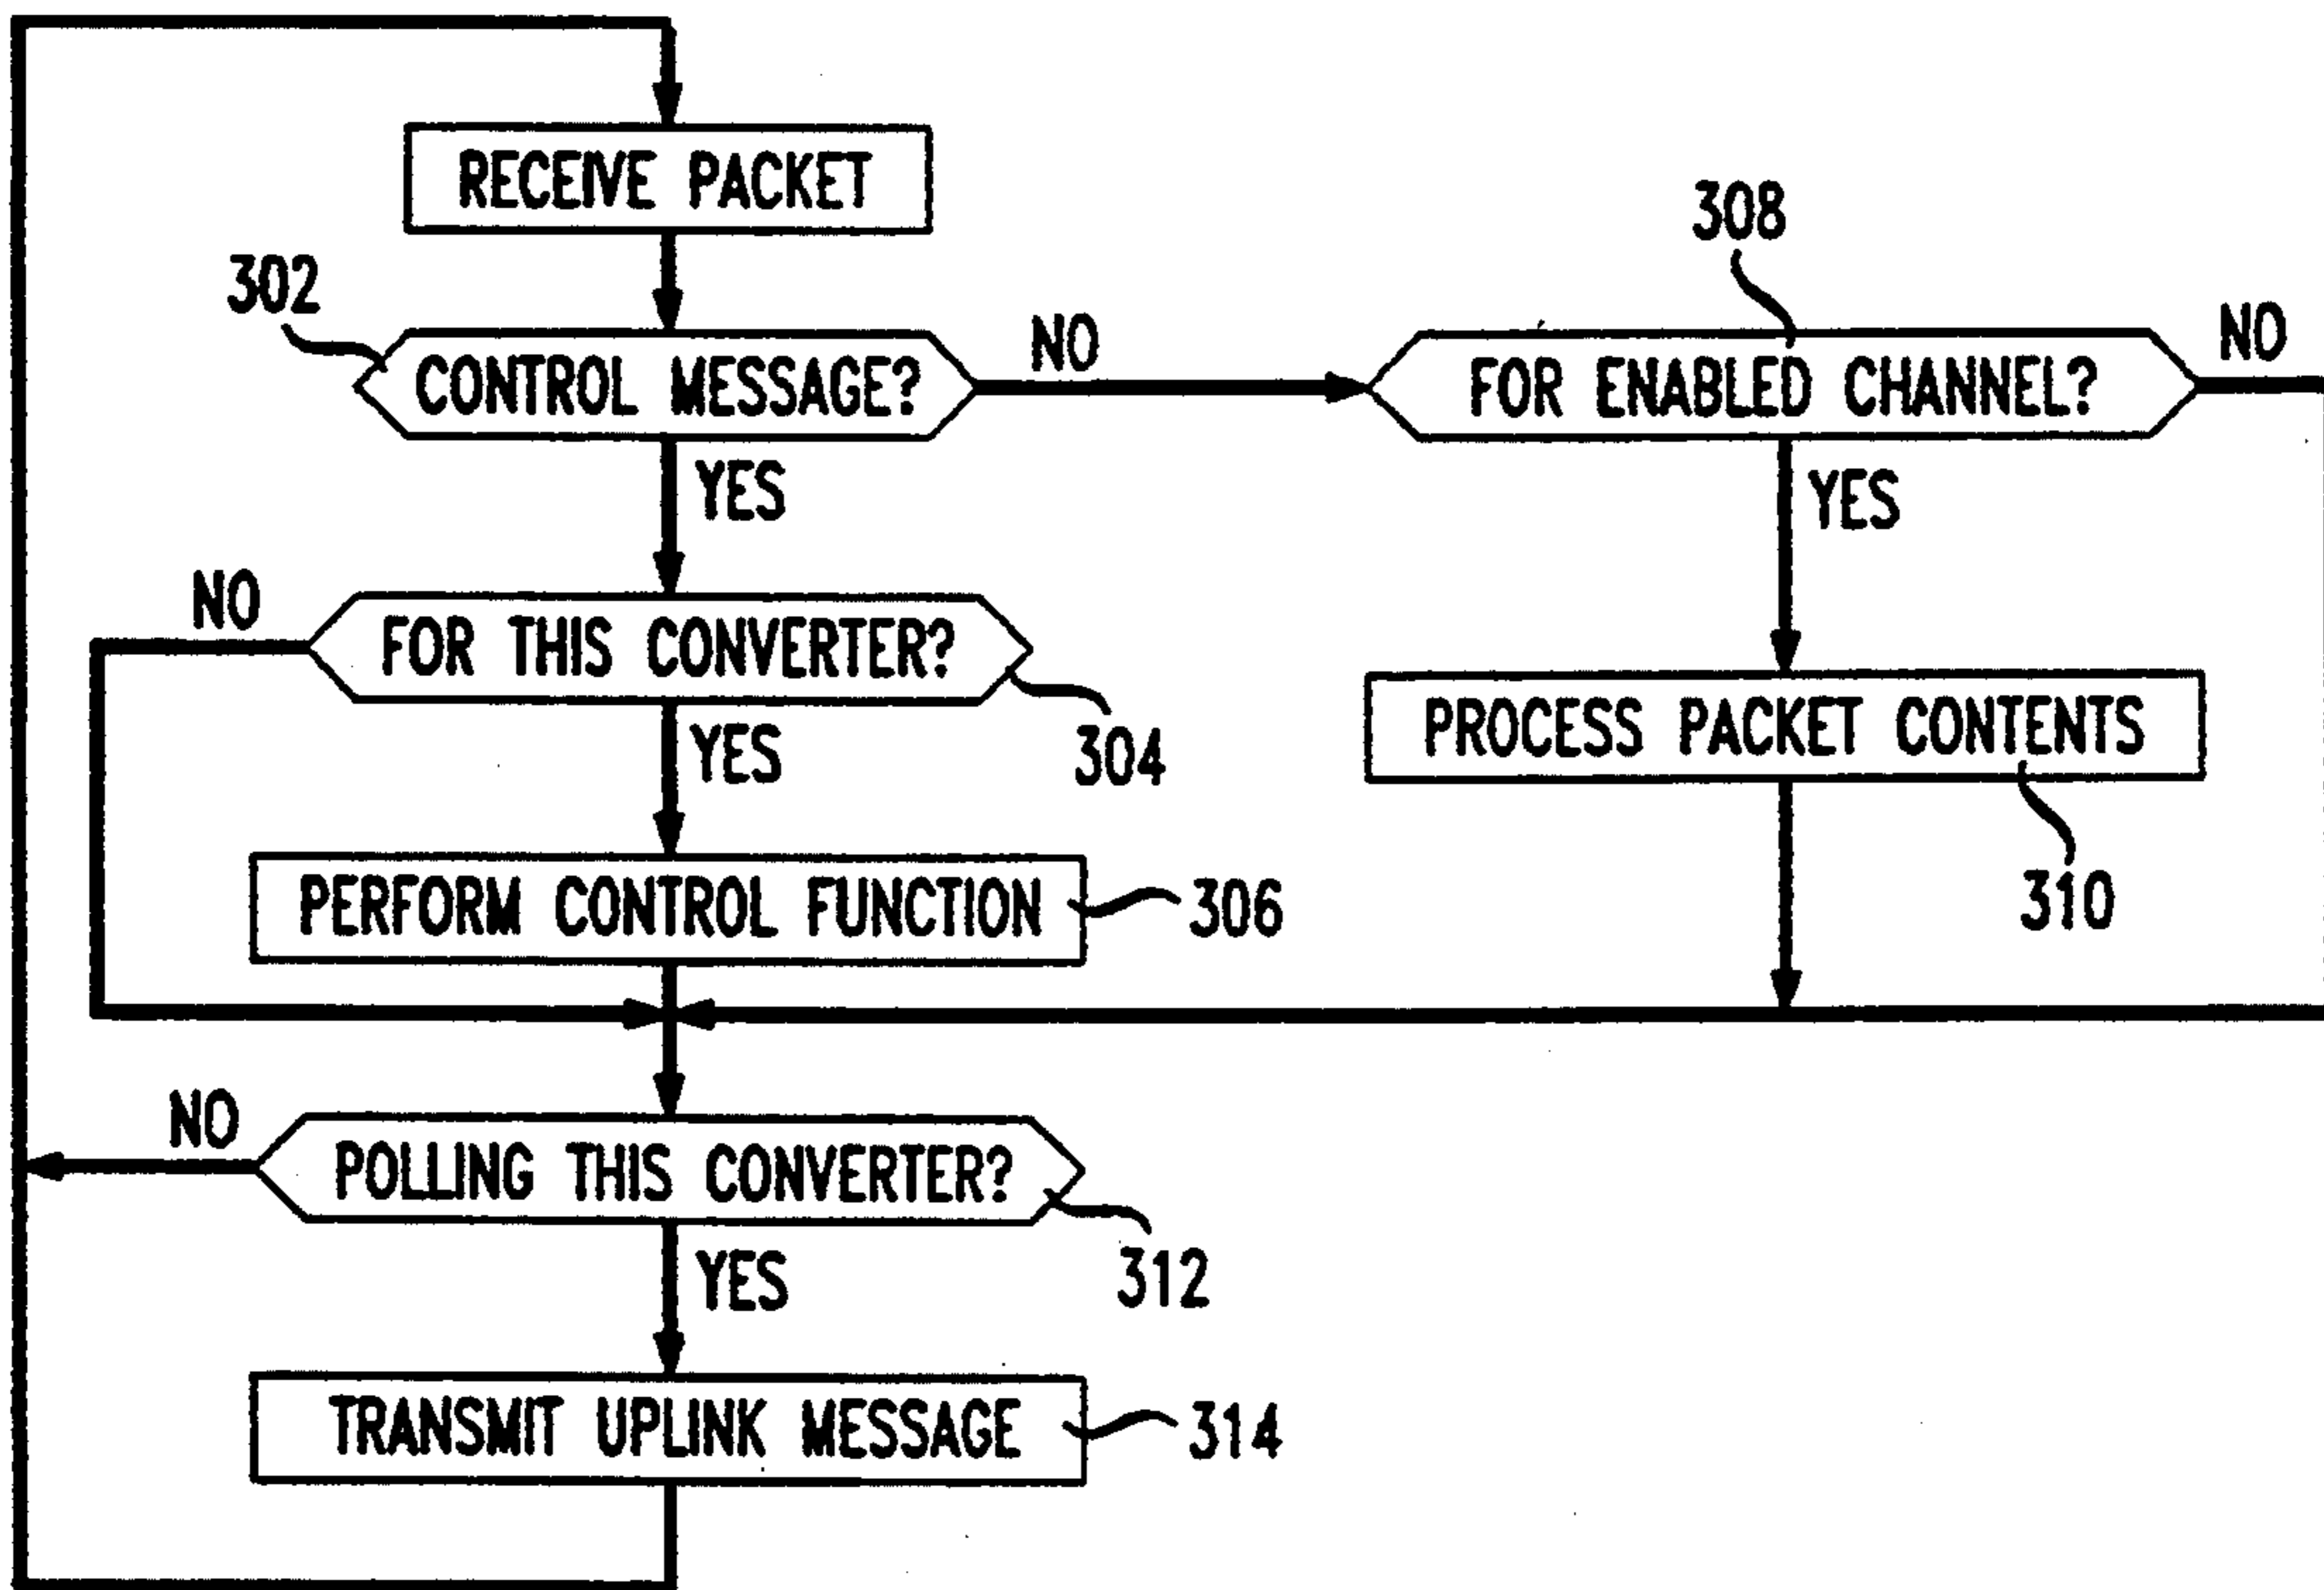 RECEIVE PACKET
308
302
NO
NO
CONTROL MESSAGE?
FOR ENABLED CHANNEL?
YES
YES
NO
FOR THIS CONVERTER?
304
YES
PROCESS PACKET CONTENTS
PERFORM CONTROL FUNCTION
306
310
NO
POLLING THIS CONVERTER?
312
YES
TRANSMIT UPLINK MESSAGE
314